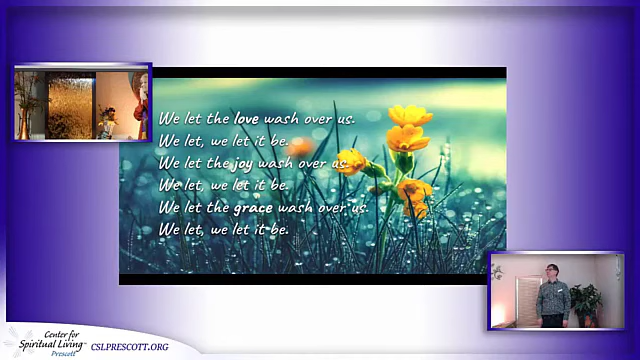 We let the love wash over us.
We let, we let it be.
We let the joy wash over us.
We let, we let it be.
We let the grace wash over us.
We let, we let it be.
Center for
Spiritual Living™
Prescott
CSLPRESCOTT.ORG